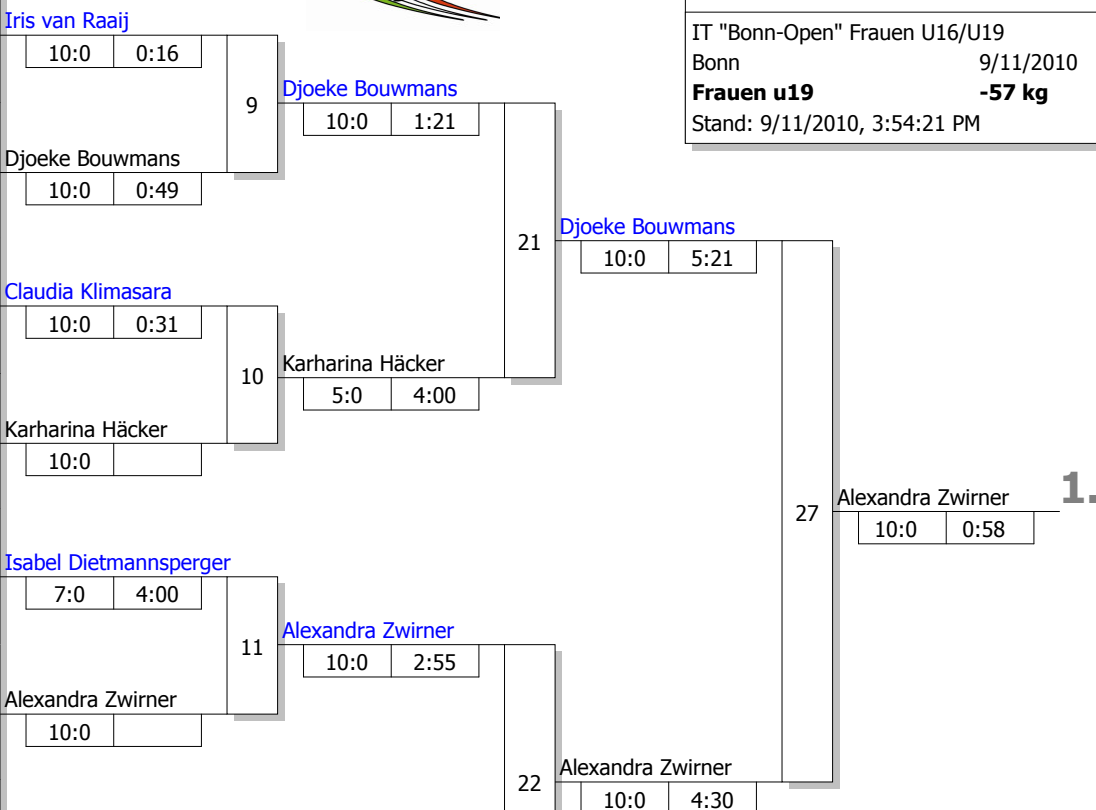 IT "Bonn-Open" Frauen U16/U19
Bonn 9/11/2010
Frauen u19 -57 kg
Stand: 9/11/2010, 3:54:21 PM
Iris van Raaij
10:0 0:16
9
Djoeke Bouwmans
10:0 1:21
Djoeke Bouwmans
10:0 0:49
21
Djoeke Bouwmans
10:0 5:21
Claudia Klimasara
10:0 0:31
10
Karharina Häcker
5:0 4:00
Karharina Häcker
10:0
27
Alexandra Zwirner 1.
10:0 0:58
Isabel Dietmannsperger
7:0 4:00
11
Alexandra Zwirner
10:0 2:55
Alexandra Zwirner
10:0
22
Alexandra Zwirner
10:0 4:30